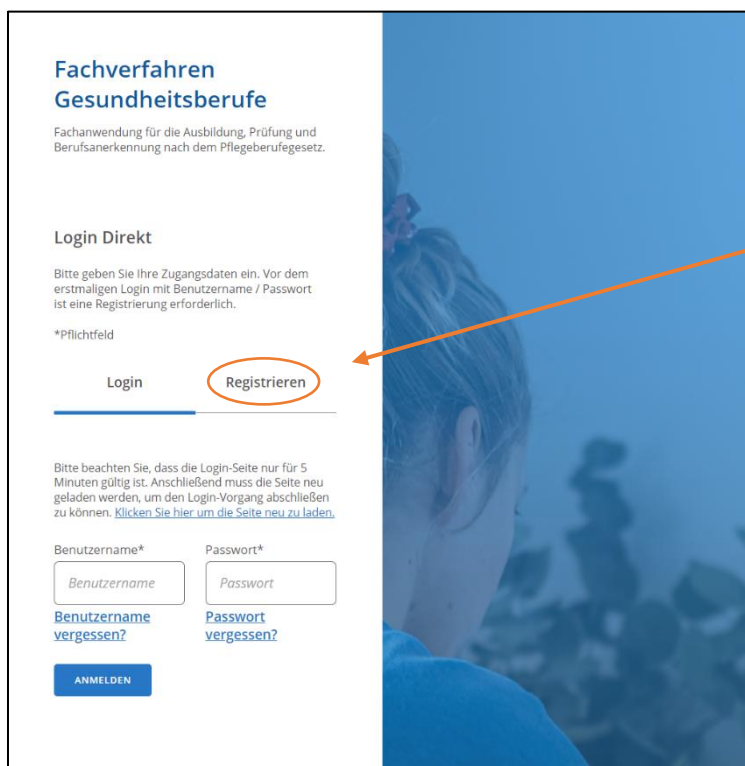 Fachverfahren
Gesundheitsberufe
Fachanwendung für die Ausbildung, Prüfung und
Berufsanerkennung nach dem Pflegeberufegesetz.
Login Direkt
Bitte geben Sie Ihre Zugangsdaten ein. Vor dem
erstmaligen Login mit Benutzername / Passwort
ist eine Registrierung erforderlich.
*Pflichtfeld
Login Registrieren
Bitte beachten Sie, dass die Login-Seite nur für 5
Minuten gültig ist. Anschließend muss die Seite neu
geladen werden, um den Login-Vorgang abschließen
zu können. Klicken Sie hier um die Seite neu zu laden.
Benutzername* Passwort*
Benutzername Passwort
Benutzername Passwort
vergessen? vergessen?
ANMELDEN